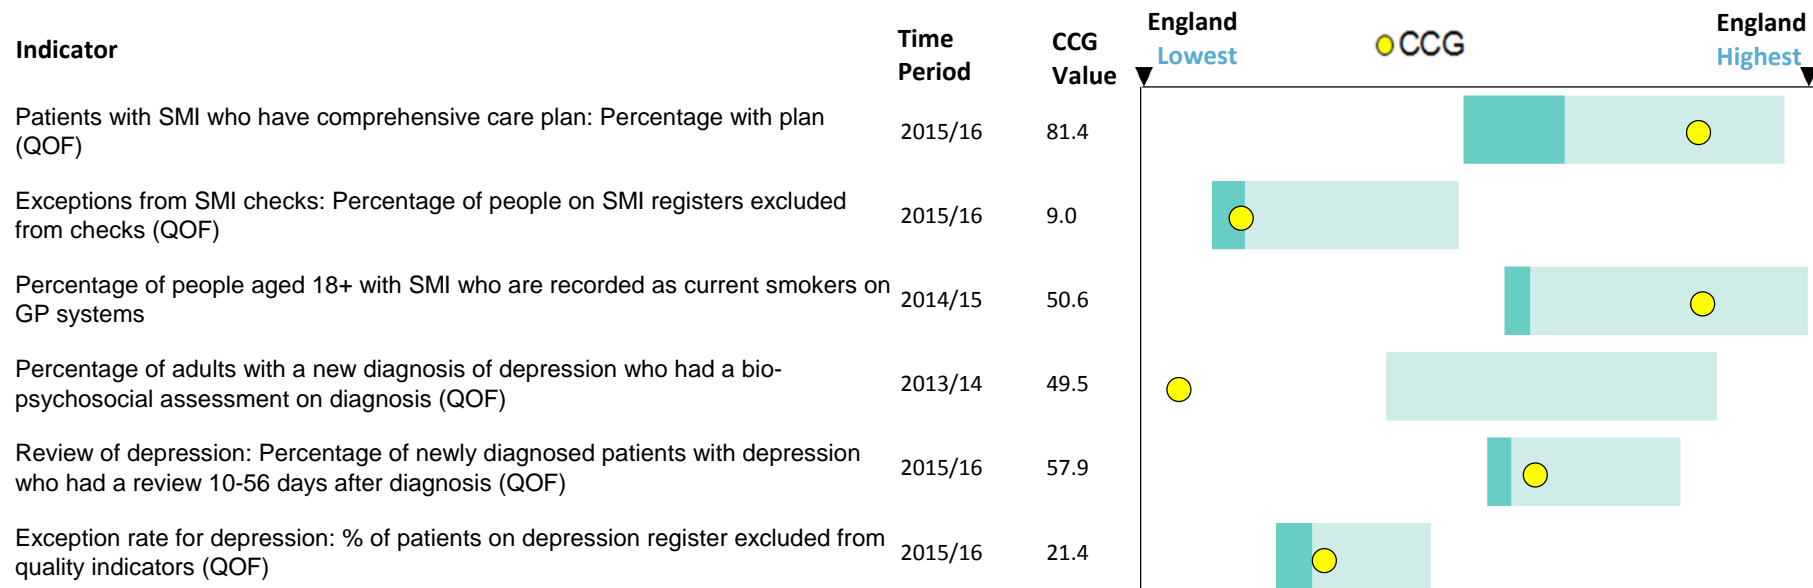 Indicator
Time Period
CCG Value
England Lowest
CCG
England Highest
Patients with SMI who have comprehensive care plan: Percentage with plan
(QOF)
2015/16
81.4
Exceptions from SMI checks: Percentage of people on SMI registers excluded
from checks (QOF)
2015/16
9.0
Percentage of people aged 18+ with SMI who are recorded as current smokers on
GP systems
2014/15
50.6
Percentage of adults with a new diagnosis of depression who had a bio-
psychosocial assessment on diagnosis (QOF)
2013/14
49.5
Review of depression: Percentage of newly diagnosed patients with depression
who had a review 10-56 days after diagnosis (QOF)
2015/16
57.9
Exception rate for depression: % of patients on depression register excluded from
quality indicators (QOF)
2015/16
21.4